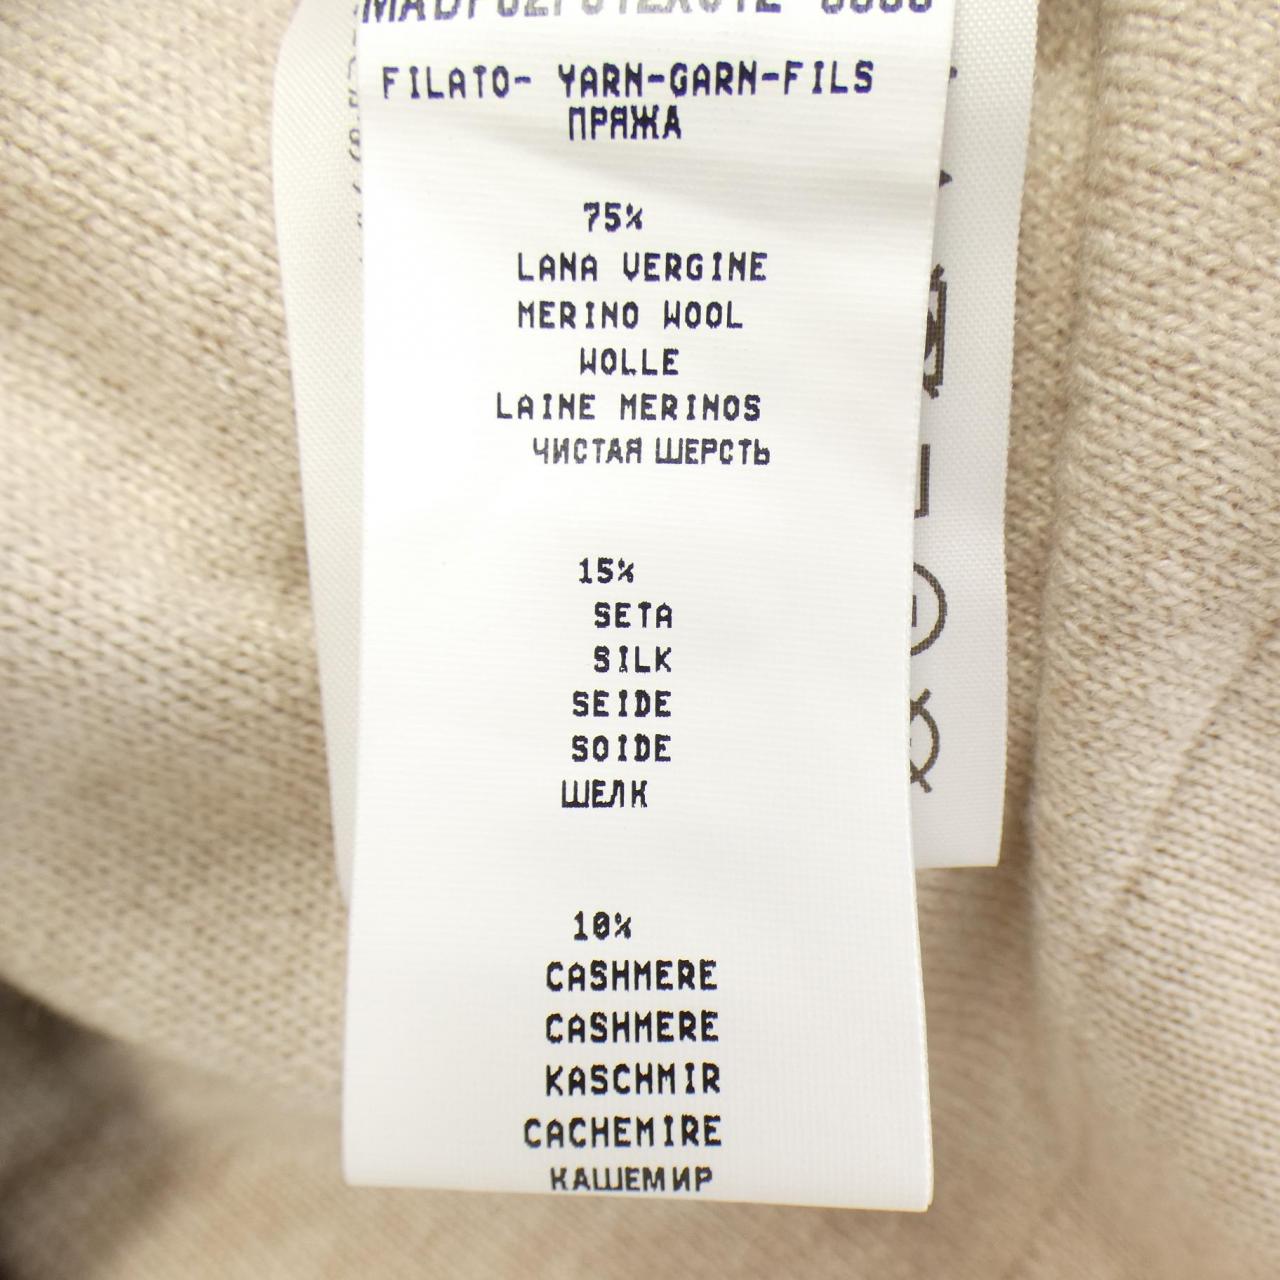 FILATO- YARN-GARN-FILS
ПРЯЖА
75%
LANA VERGINE
MERINO WOOL
WOLLE
LAINE MERINOS
ЧИСТАЯ ШЕРСТЬ
15%
SETA
SILK
SEIDE
SOIDE
ШЕЛК
10%
CASHMERE
CASHMERE
KASCHMIR
CACHEMIRE
КАШЕМИР